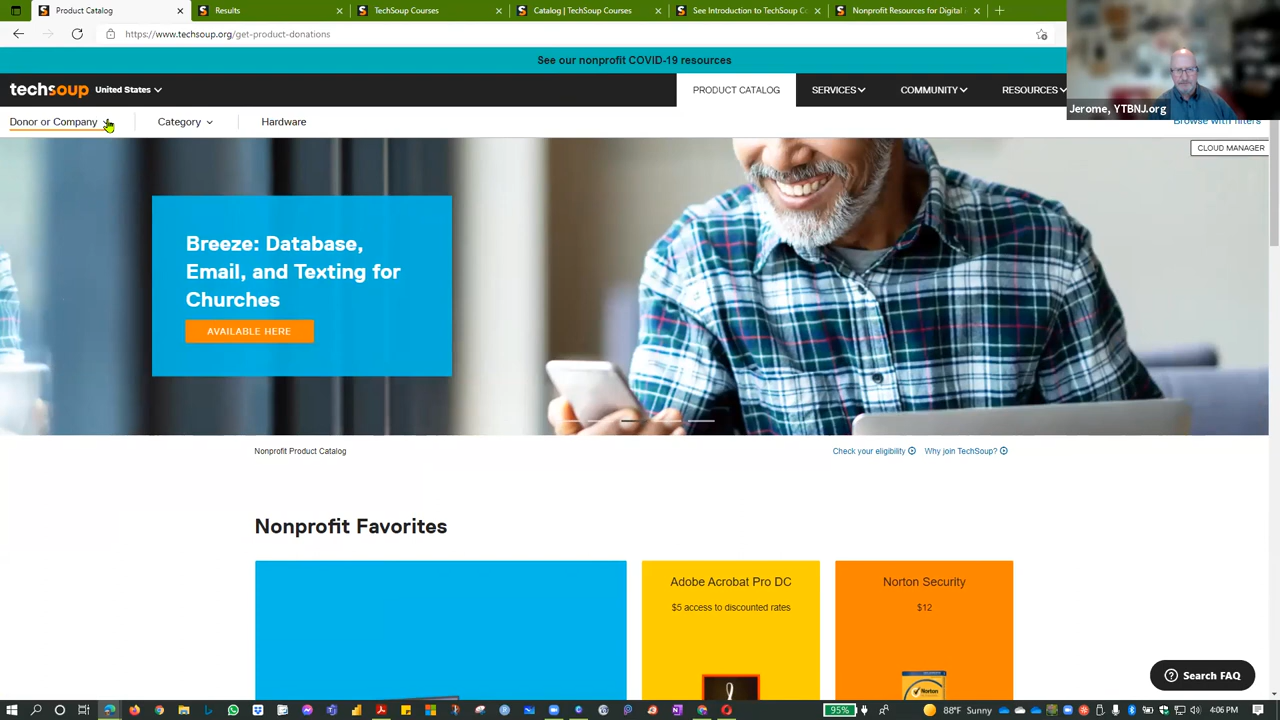 Product Catalog
Results
TechSoup Courses
Catalog | TechSoup Courses
See Introduction to TechSoup Co
Nonprofit Resources for Digital
https://www.techsoup.org/get-product-donations
See our nonprofit COVID-19 resources
techsoup United States
PRODUCT CATALOG
SERVICES
COMMUNITY
RESOURCES
Jerome, YTBNJ.org
Donor or Company
Category
Hardware
Browse with filters
CLOUD MANAGER
Breeze: Database,
Email, and Texting for
Churches
AVAILABLE HERE
Nonprofit Product Catalog
Check your eligibility
Why join TechSoup?
Nonprofit Favorites
Adobe Acrobat Pro DC
$5 access to discounted rates
Norton Security
$12
Norton
Search FAQ
95%
88°F Sunny
4:06 PM